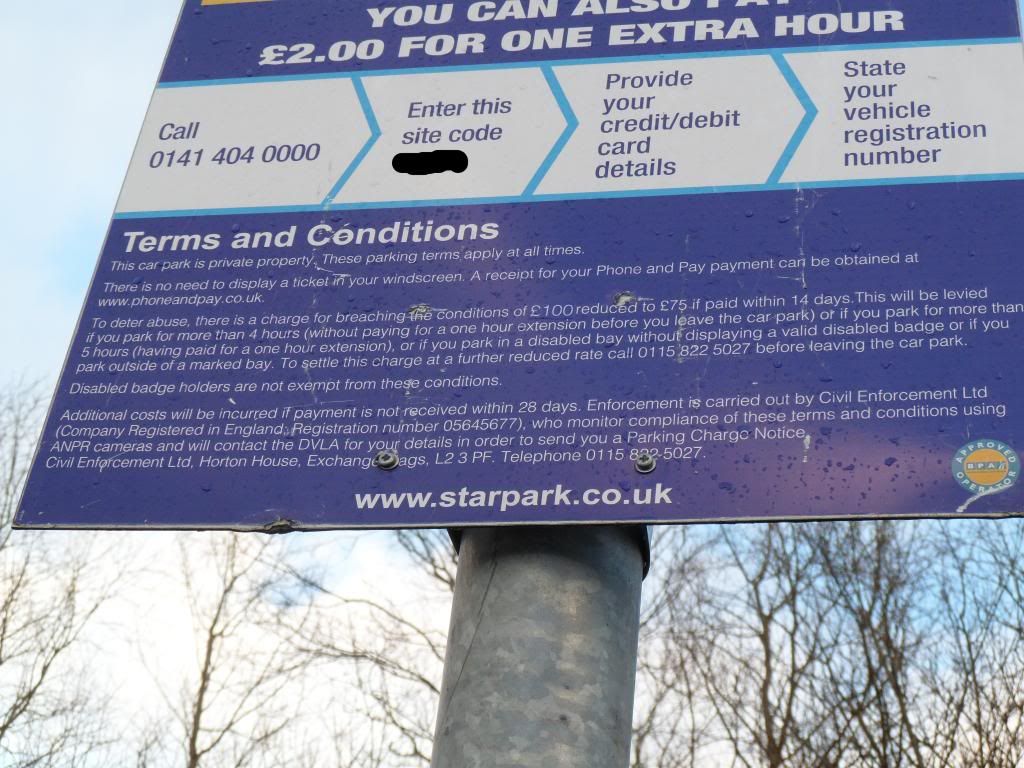 YOU CAN ALSO PAY
£2.00 FOR ONE EXTRA HOUR
Call
0141 404 0000
Enter this
site code
Provide
your
credit/debit
card
details
State
your
vehicle
registration
number
Terms and Conditions
This car park is private property. These parking terms apply at all times.
There is no need to display a ticket in your windscreen. A receipt for your Phone and Pay payment can be obtained at
www.phoneandpay.co.uk.
To deter abuse, there is a charge for breaching the conditions of £100 reduced to £75 if paid within 14 days.This will be levied
if you park for more than 4 hours (without paying for a one hour extension before you leave the car park) or if you park for more than
5 hours (having paid for a one hour extension), or if you park in a disabled bay without displaying a valid disabled badge or if you
park outside of a marked bay. To settle this charge at a further reduced rate call 0115 822 5027 before leaving the car park.
Disabled badge holders are not exempt from these conditions.
Additional costs will be incurred if payment is not received within 28 days. Enforcement is carried out by Civil Enforcement Ltd
(Company Registered in England; Registration number 05645677), who monitor compliance of these terms and conditions using
ANPR cameras and will contact the DVLA for your details in order to send you a Parking Charge Notice.
Civil Enforcement Ltd, Horton House, Exchange Flags, L2 3 PF. Telephone 0115 822-5027.
www.starpark.co.uk
APPROVED
BPA
OPERATOR